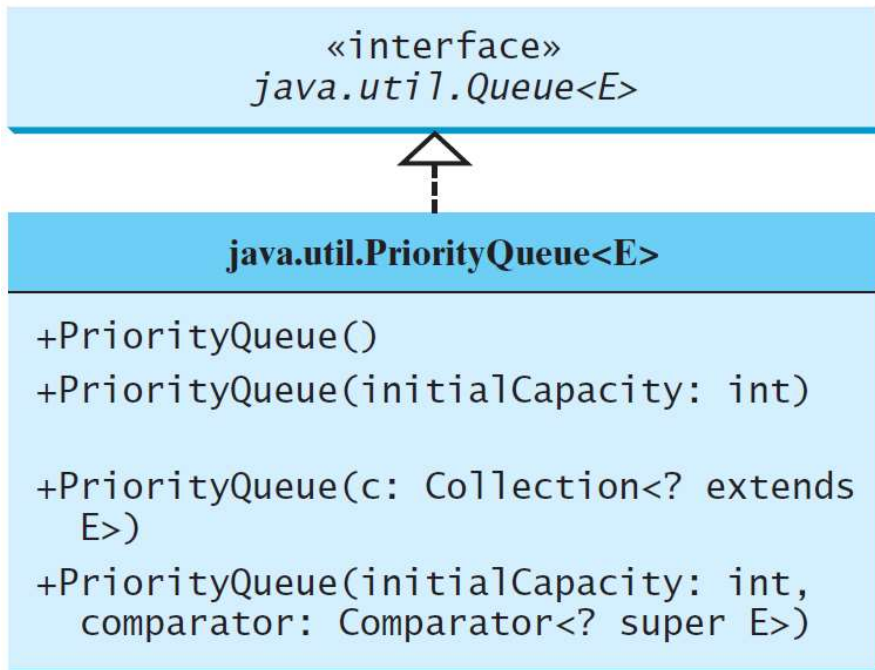 «interface»
java.util.Queue<E>
java.util.PriorityQueue<E>
+PriorityQueue()
+PriorityQueue(initialCapacity: int)
+PriorityQueue(c: Collection<? extends
E>)
+PriorityQueue(initialCapacity: int,
comparator: Comparator<? super E>)